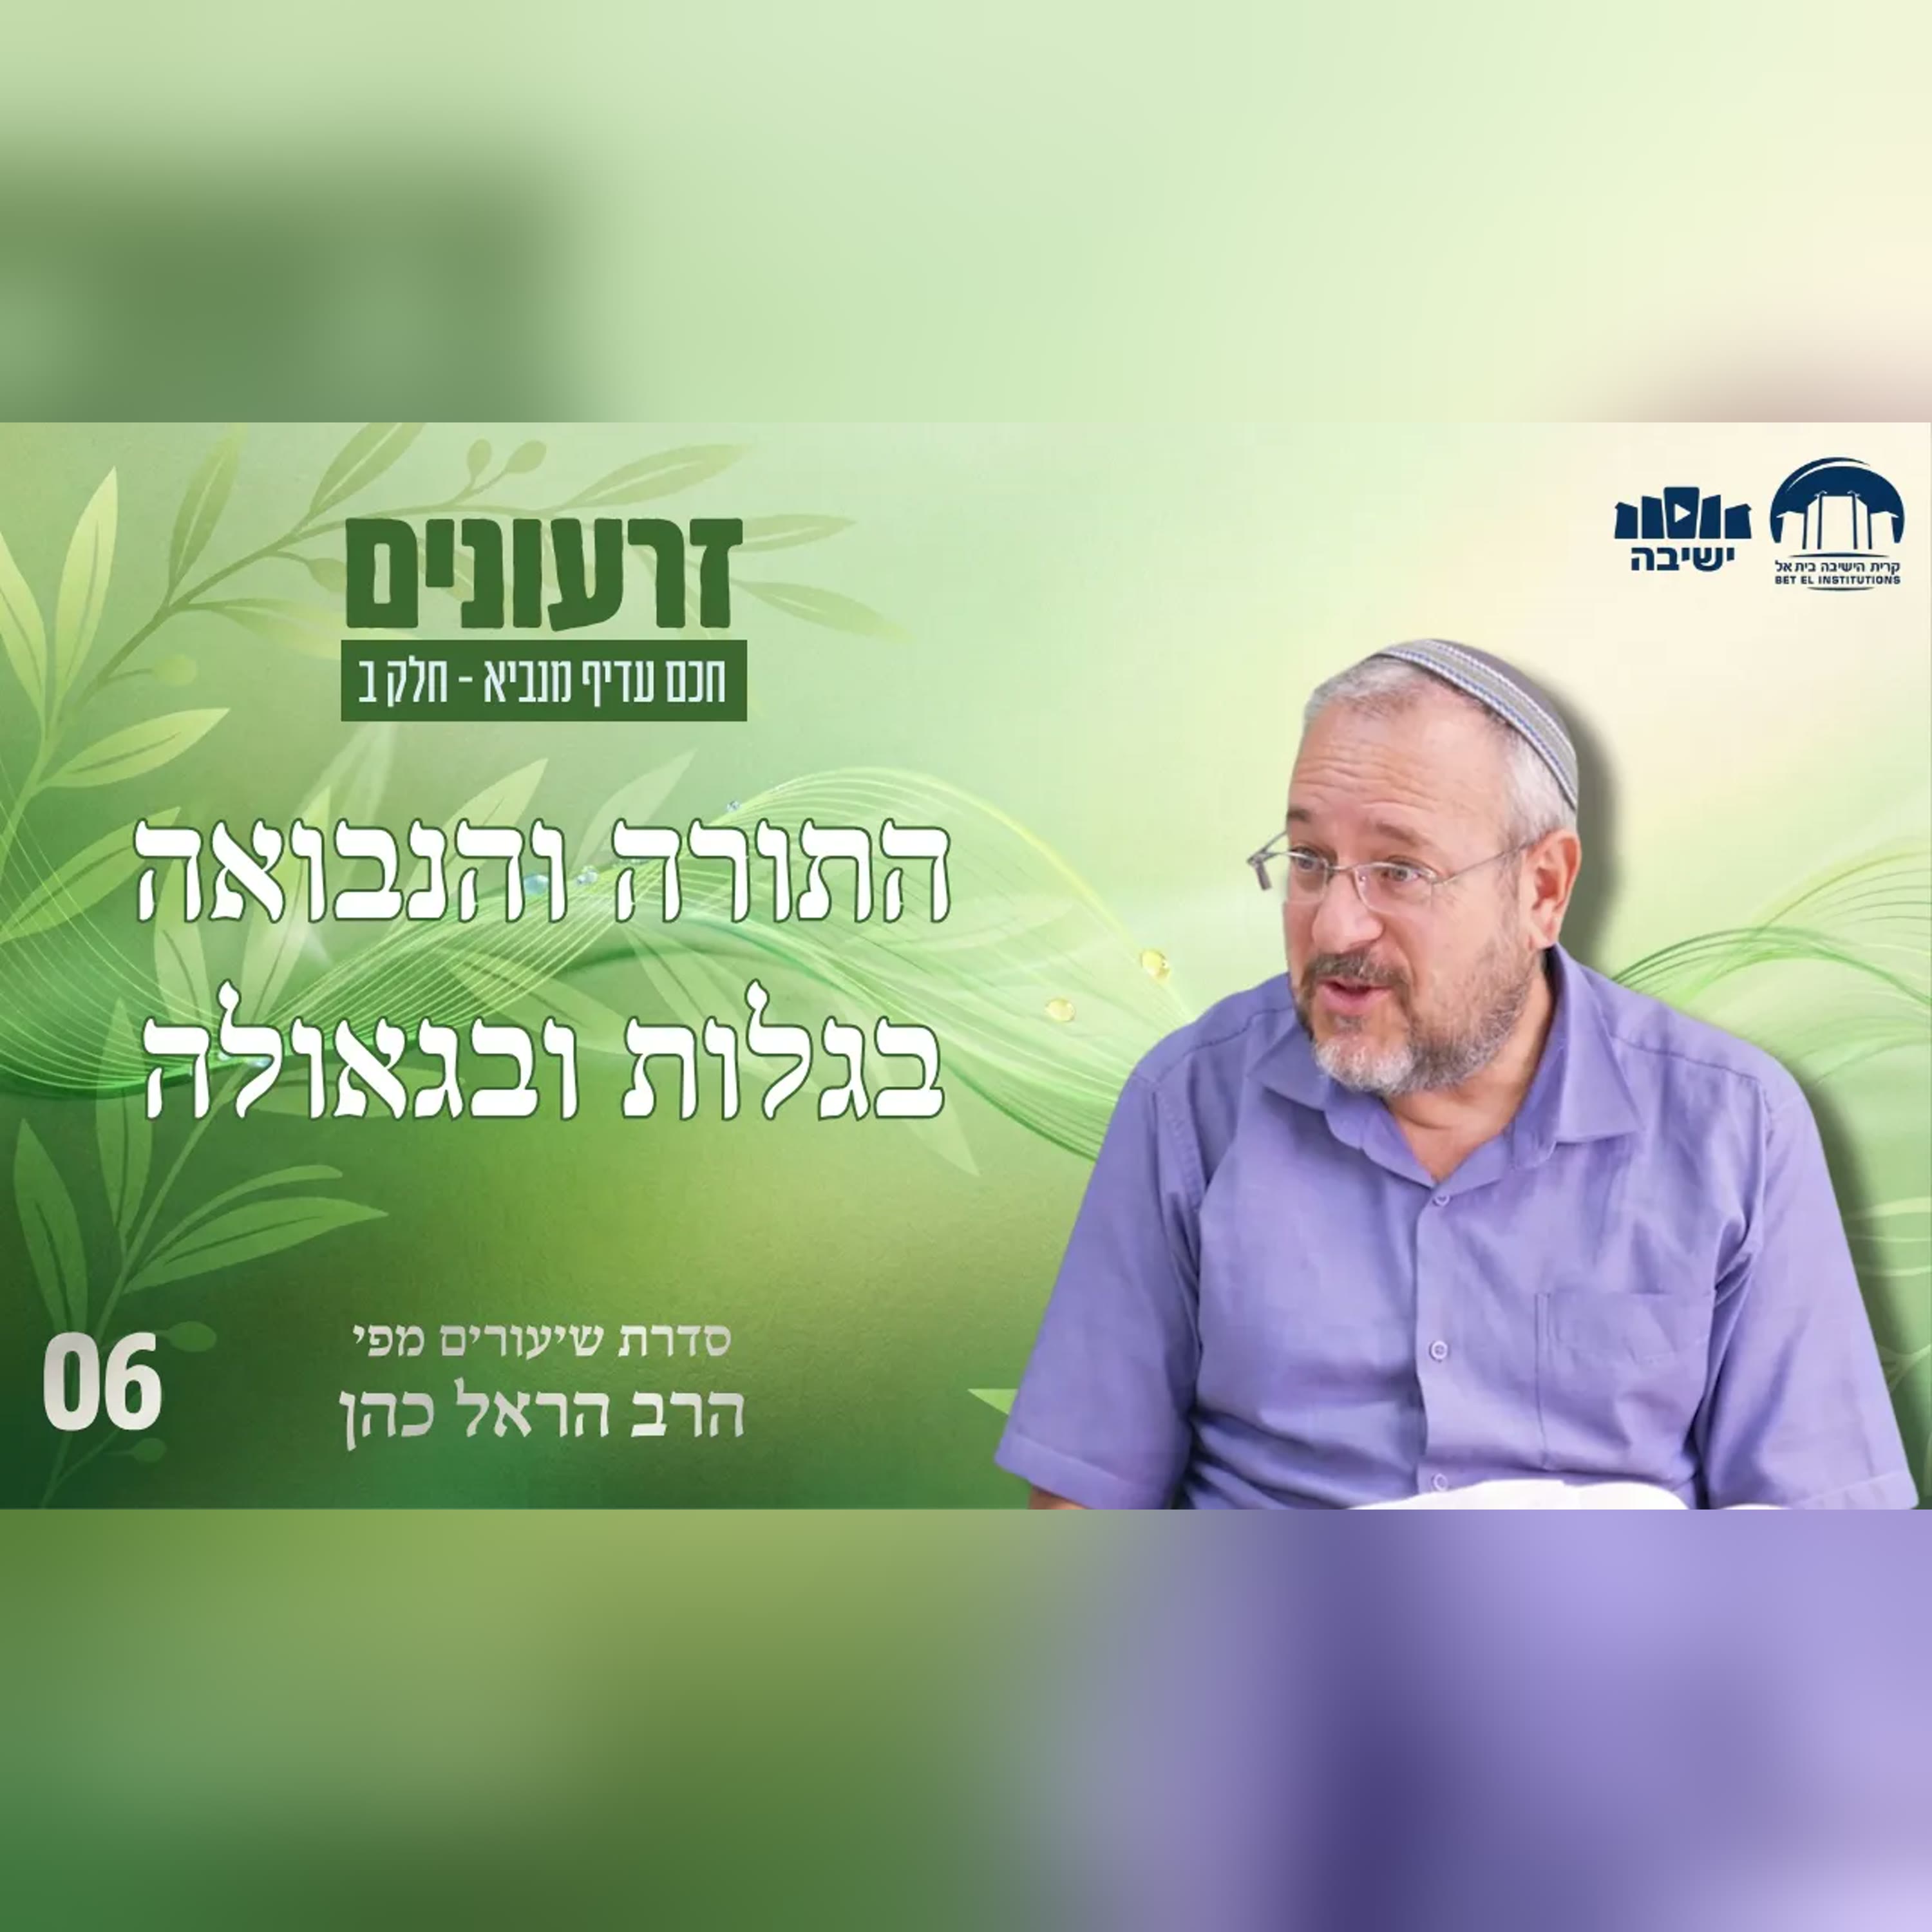 זרעונים
חכם עדיף מנביא - חלק ב
התורה והנבואה
בגלות ובגאולה
סדרת שיעורים מפי
הרב הראל כהן
06
ישיבה
קרית הישיבה בית אל
BET EL INSTITUTIONS